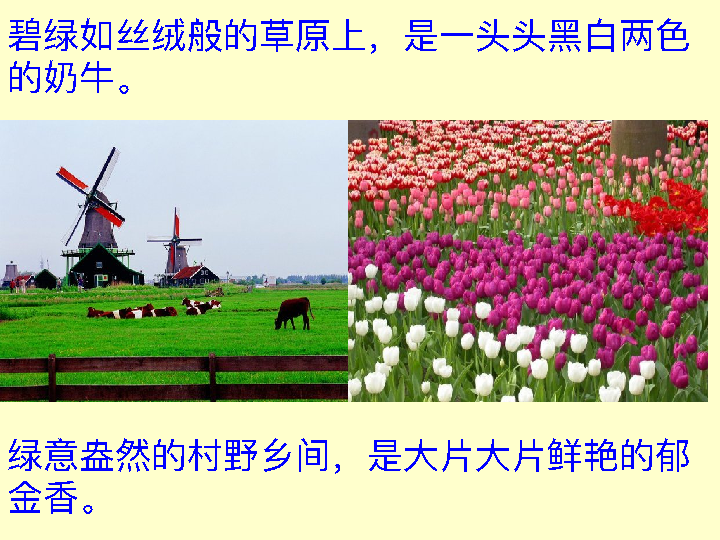 碧绿如丝绒般的草原上，是一头头黑白两色
的奶牛。
绿意盎然的村野乡间，是大片大片鲜艳的郁
金香。